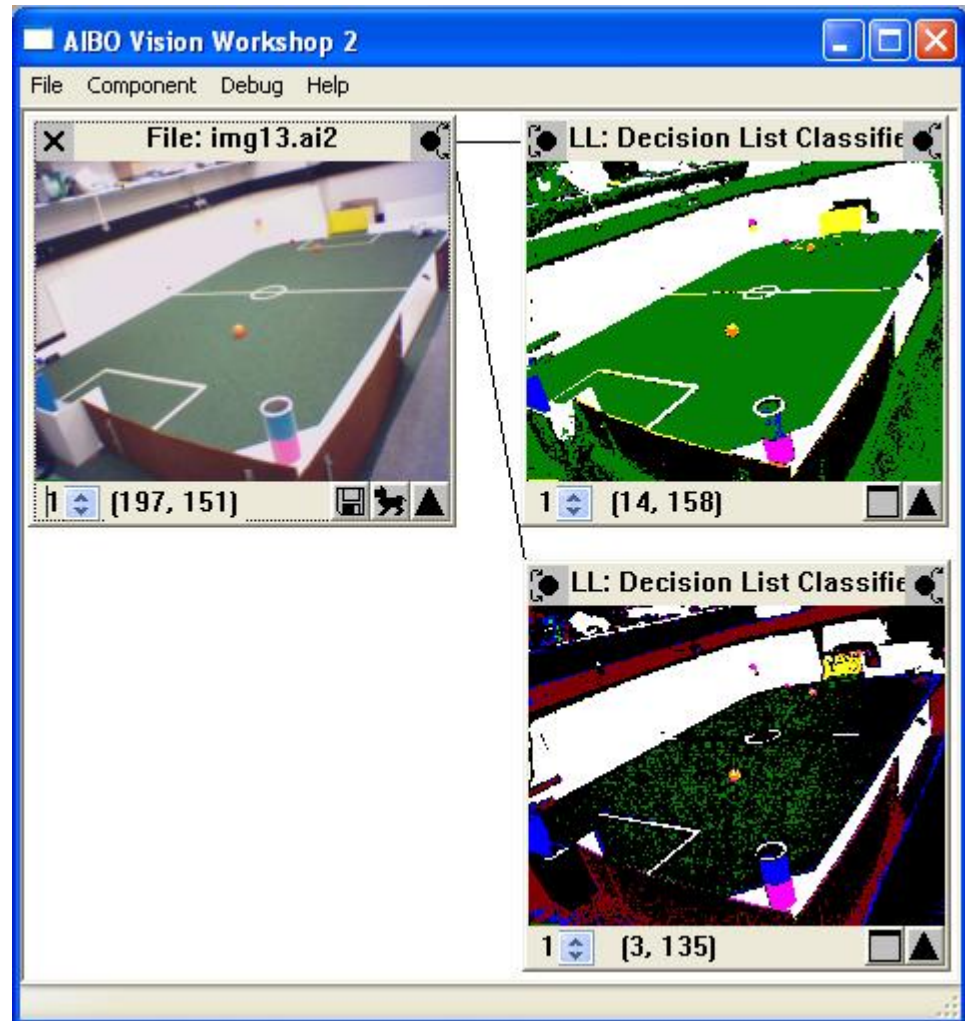 AIBO Vision Workshop 2
File Component Debug Help
File: img13.ai2
LL: Decision List Classifie
1 (197, 151)
1 (14, 158)
LL: Decision List Classifie
1 (3, 135)